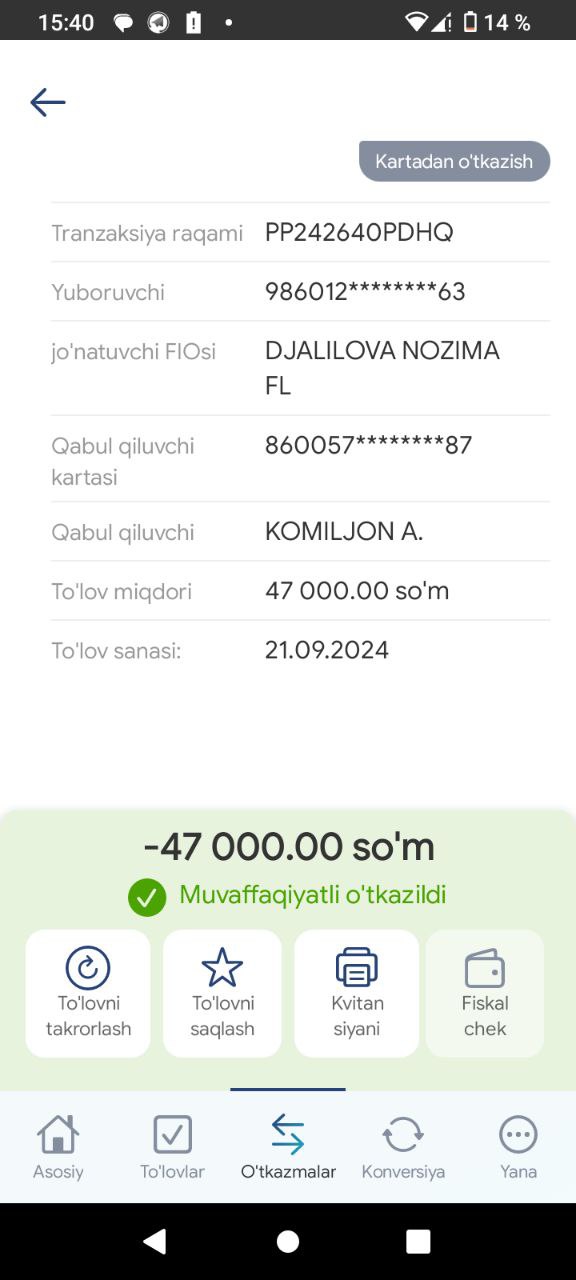 15:40
14 %
Kartadan o'tkazish
Tranzaksiya raqami PP242640PDHQ
Yuboruvchi 986012********63
jo'natuvchi FIOsi DJALILOVA NOZIMA
FL
Qabul qiluvchi 860057********87
kartasi
Qabul qiluvchi KOMILJON A.
To'lov miqdori 47 000.00 so'm
To'lov sanasi: 21.09.2024
-47 000.00 so'm
Muvaffaqiyatli o'tkazildi
To'lovni To'lovni Kvitan Fiskal
takrorlash saqlash siyani chek
Asosiy To'lovlar O'tkazmalar Konversiya Yana